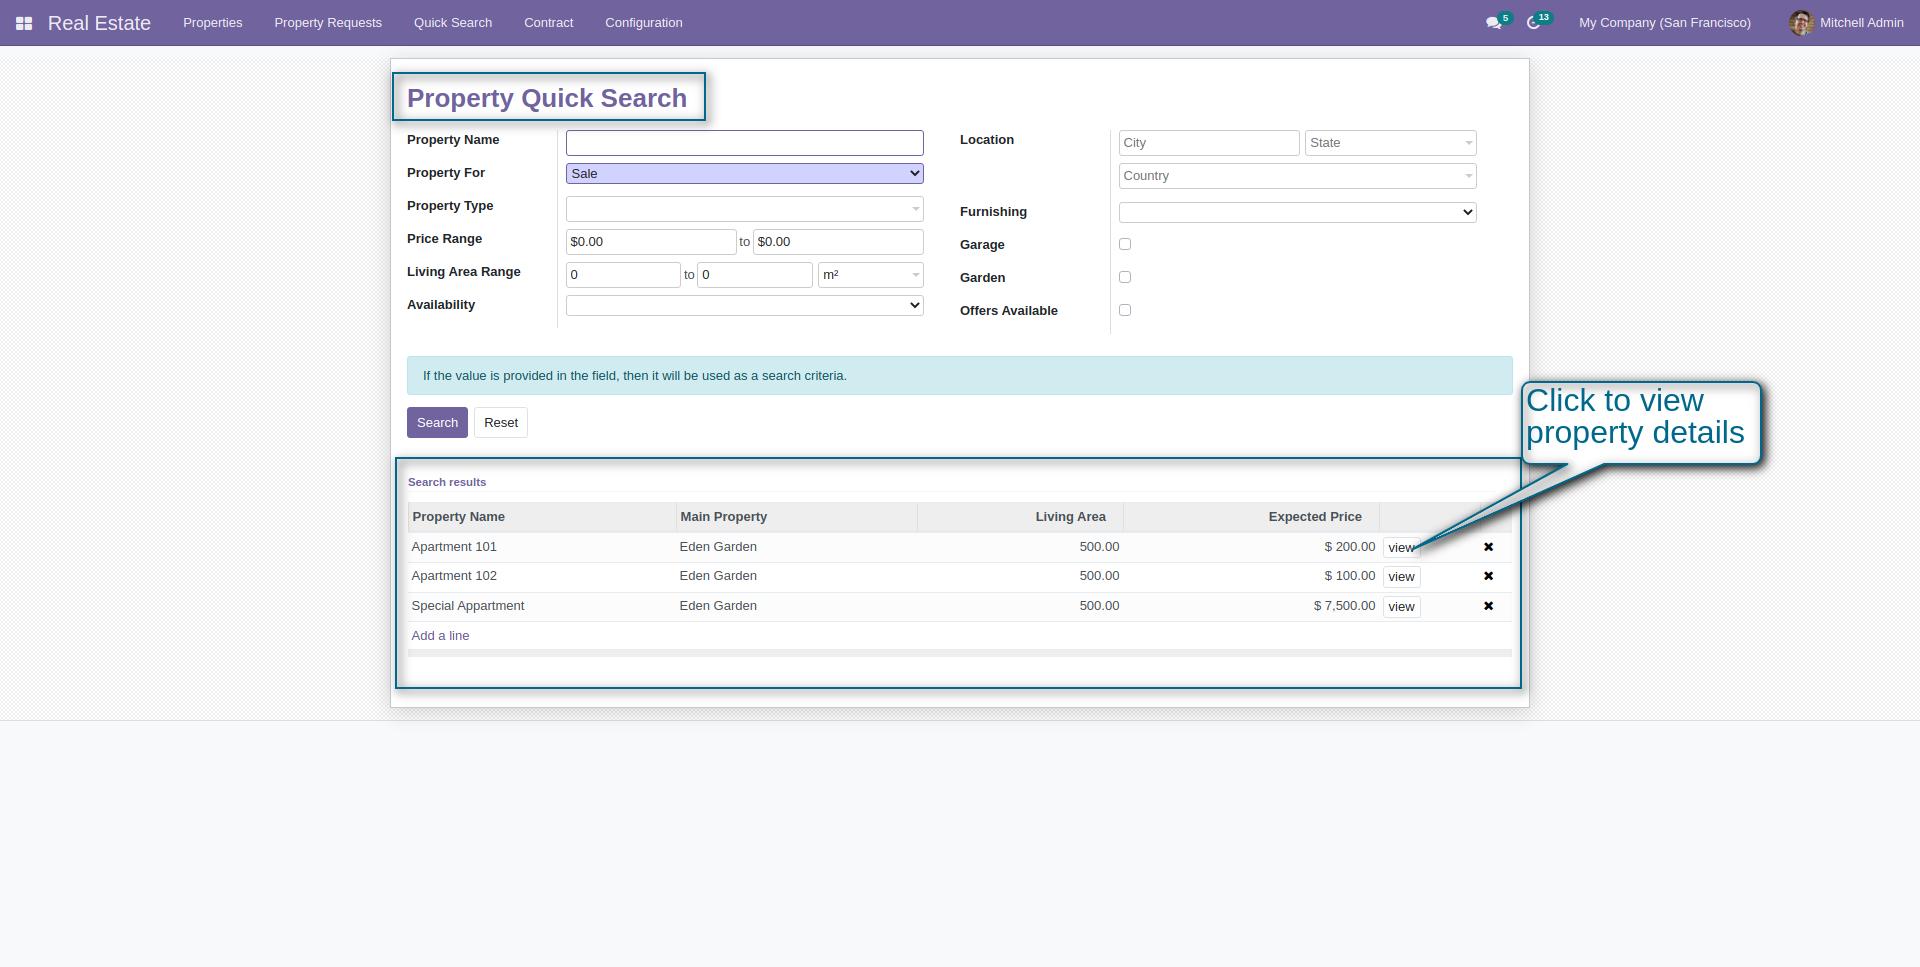 Real Estate Properties Property Requests Quick Search Contract Configuration 5 13 My Company (San Francisco) Mitchell Admin
Property Quick Search
Property Name
Property For Sale
Property Type
Price Range $0.00 to $0.00
Living Area Range 0 to 0 m²
Availability
Location City State
Country
Furnishing
Garage
Garden
Offers Available
If the value is provided in the field, then it will be used as a search criteria.
Search Reset
Click to view
property details
Search results
Property Name Main Property Living Area Expected Price
Apartment 101 Eden Garden 500.00 $ 200.00 view
Apartment 102 Eden Garden 500.00 $ 100.00 view
Special Appartment Eden Garden 500.00 $ 7,500.00 view
Add a line